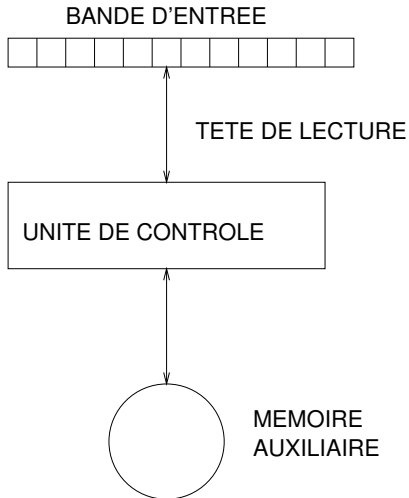 BANDE D'ENTREE
TETE DE LECTURE
UNITE DE CONTROLE
MEMOIRE
AUXILIAIRE